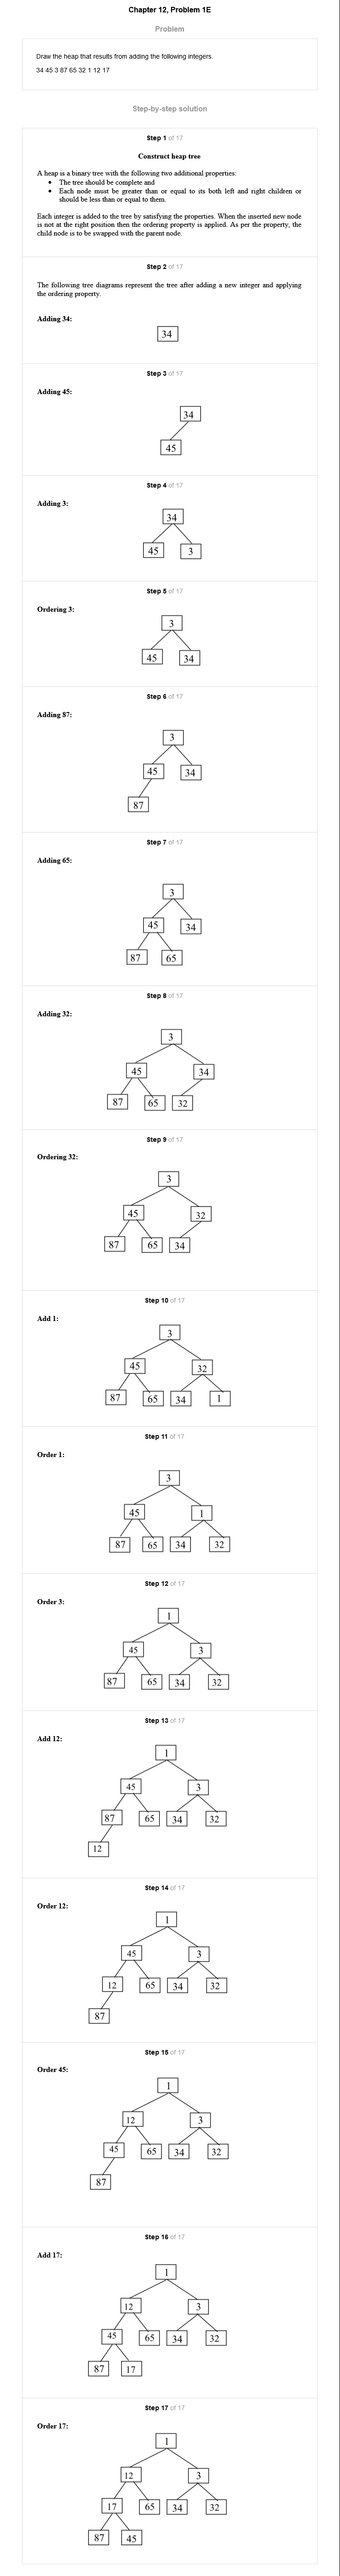 Chapter 12, Problem 1E
Problem
Draw the heap that results from adding the following integers.
34 45 3 87 65 32 1 12 17
Step-by-step solution
Step 1 of 17
Construct heap tree
A heap is a binary tree with the following two additional properties:
• The tree should be complete and
• Each node must be greater than or equal to its both left and right children or
should be less than or equal to them.
Each integer is added to the tree by satisfying the properties. When the inserted new node
is not at the right position then the ordering property is applied. As per the property, the
child node is to be swapped with the parent node.
Step 2 of 17
The following tree diagrams represent the tree after adding a new integer and applying
the ordering property.
Adding 34:
34
Step 3 of 17
Adding 45:
34
45
Step 4 of 17
Adding 3:
34
45 3
Step 5 of 17
Ordering 3:
3
45 34
Step 6 of 17
Adding 87:
3
45 34
87
Step 7 of 17
Adding 65:
3
45 34
87 65
Step 8 of 17
Adding 32:
3
45 34
87 65 32
Step 9 of 17
Ordering 32:
3
45 32
87 65 34
Step 10 of 17
Add 1:
3
45 32
87 65 34 1
Step 11 of 17
Order 1:
3
45 1
87 65 34 32
Step 12 of 17
Order 3:
1
45 3
87 65 34 32
Step 13 of 17
Add 12:
1
45 3
87 65 34 32
12
Step 14 of 17
Order 12:
1
45 3
12 65 34 32
87
Step 15 of 17
Order 45:
1
12 3
45 65 34 32
87
Step 16 of 17
Add 17:
1
12 3
45 65 34 32
87 17
Step 17 of 17
Order 17:
1
12 3
17 65 34 32
87 45